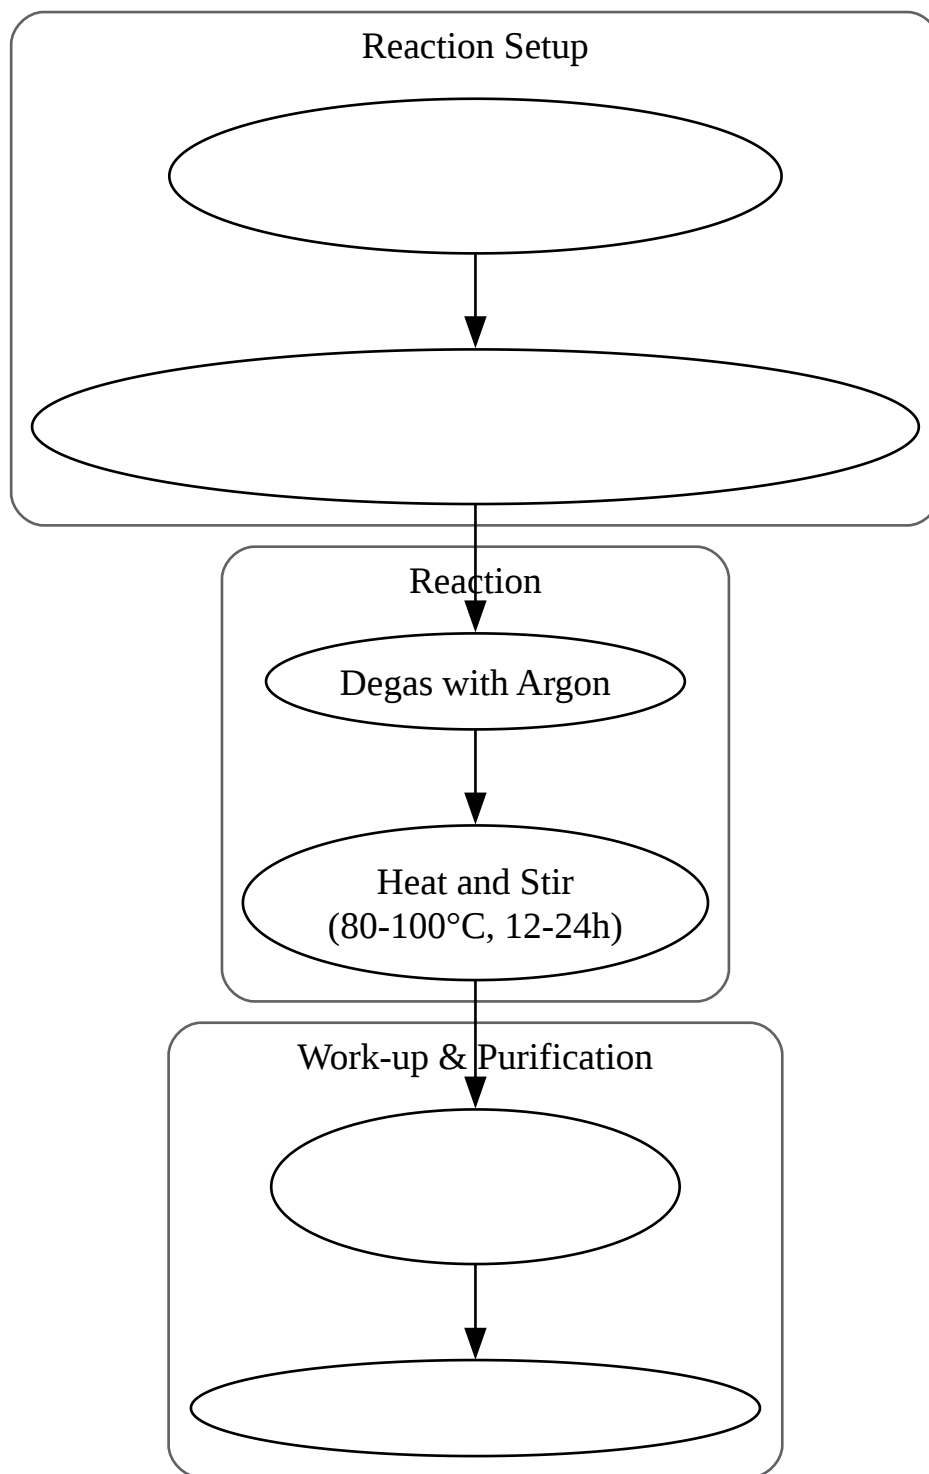 Reaction Setup
Reaction
Degas with Argon
Heat and Stir
(80-100°C, 12-24h)
Work-up & Purification